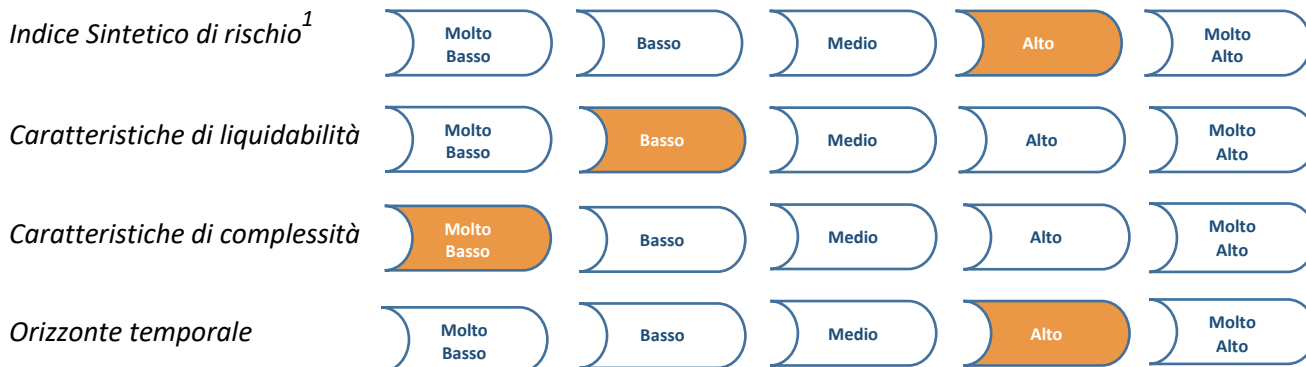 Indice Sintetico di rischio1
Molto
Basso
Basso
Medio
Alto
Molto
Alto
Caratteristiche di liquidabilità
Molto
Basso
Basso
Medio
Alto
Molto
Alto
Caratteristiche di complessità
Molto
Basso
Basso
Medio
Alto
Molto
Alto
Orizzonte temporale
Molto
Basso
Basso
Medio
Alto
Molto
Alto